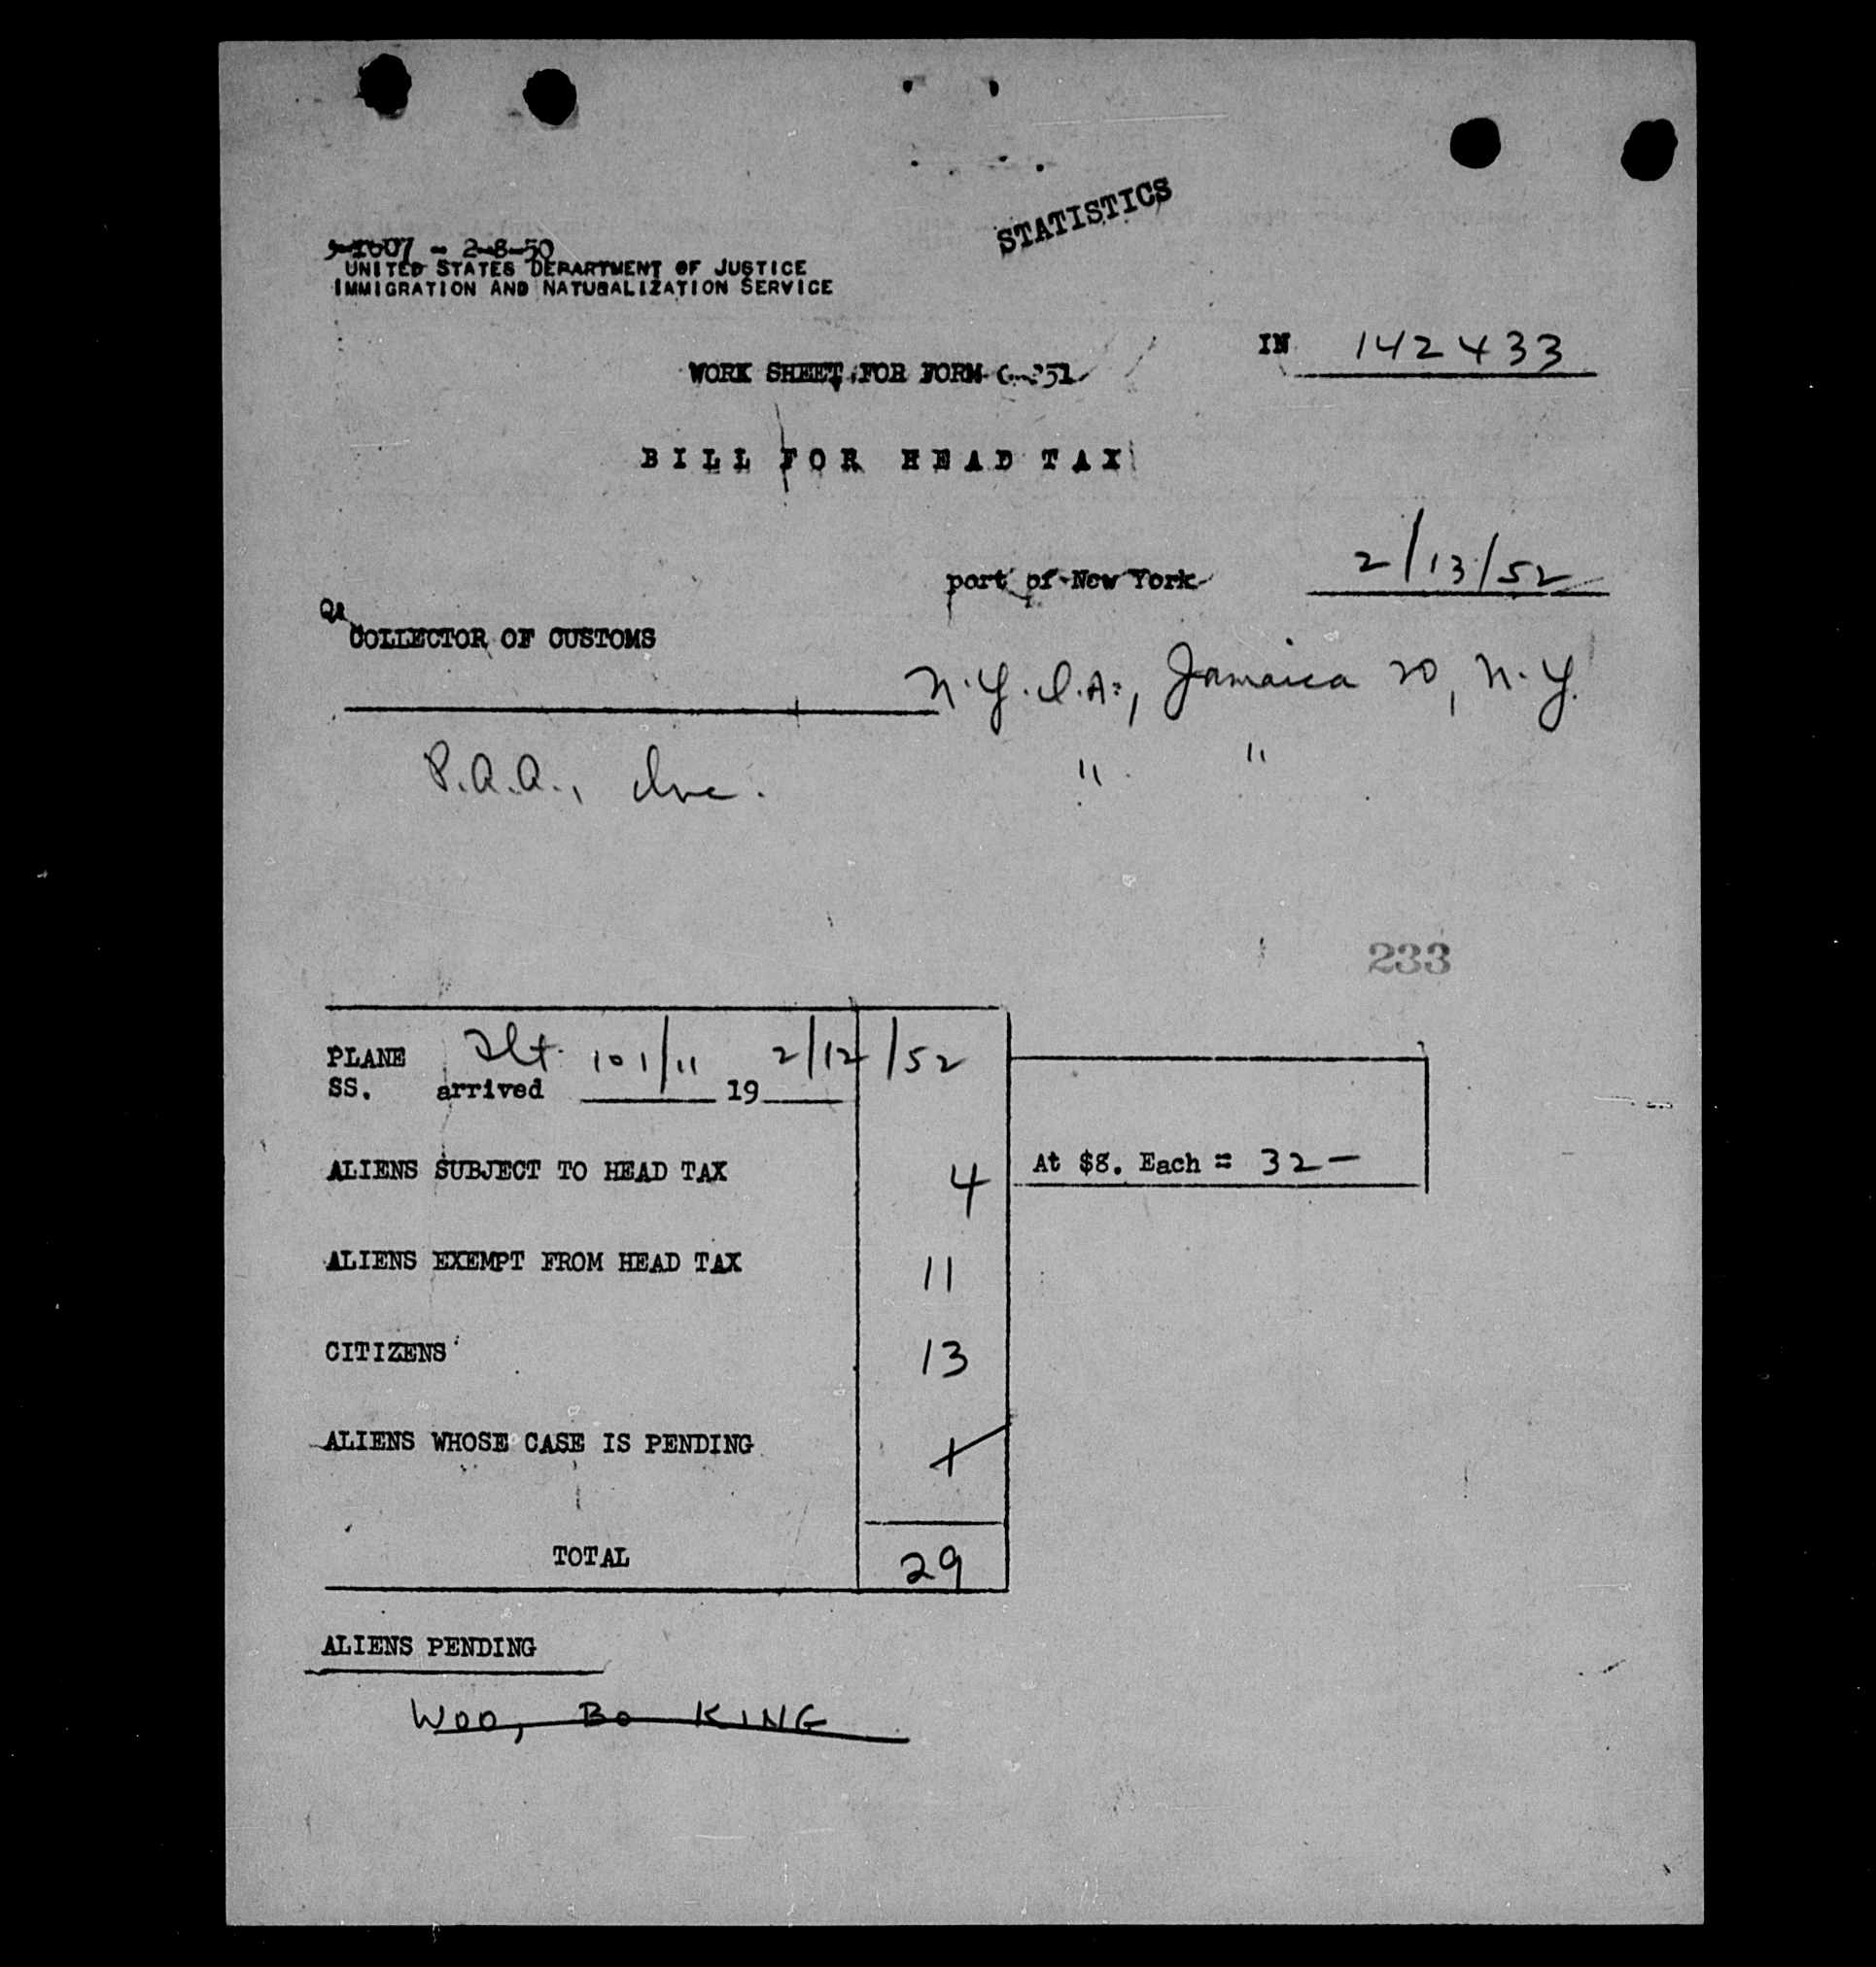 STATISTICS
9-1607 - 2-8-50
UNITED STATES DEPARTMENT OF JUSTICE
IMMIGRATION AND NATURALIZATION SERVICE
IN 142433
WORK SHEET FOR FORM 51
BILL FOR HEAD TAX
port of New York 2/13/52
COLLECTOR OF CUSTOMS
N.Y.I.A., Jamaica 20, N.Y.
P.A.A., Inc. " "
233
PLANE Flt. 101/11 2/12/52
SS. arrived 19
ALIENS SUBJECT TO HEAD TAX 4 At $8. Each = 32 -
ALIENS EXEMPT FROM HEAD TAX 11
CITIZENS 13
ALIENS WHOSE CASE IS PENDING 1
TOTAL 29
ALIENS PENDING
WOO, BO KING